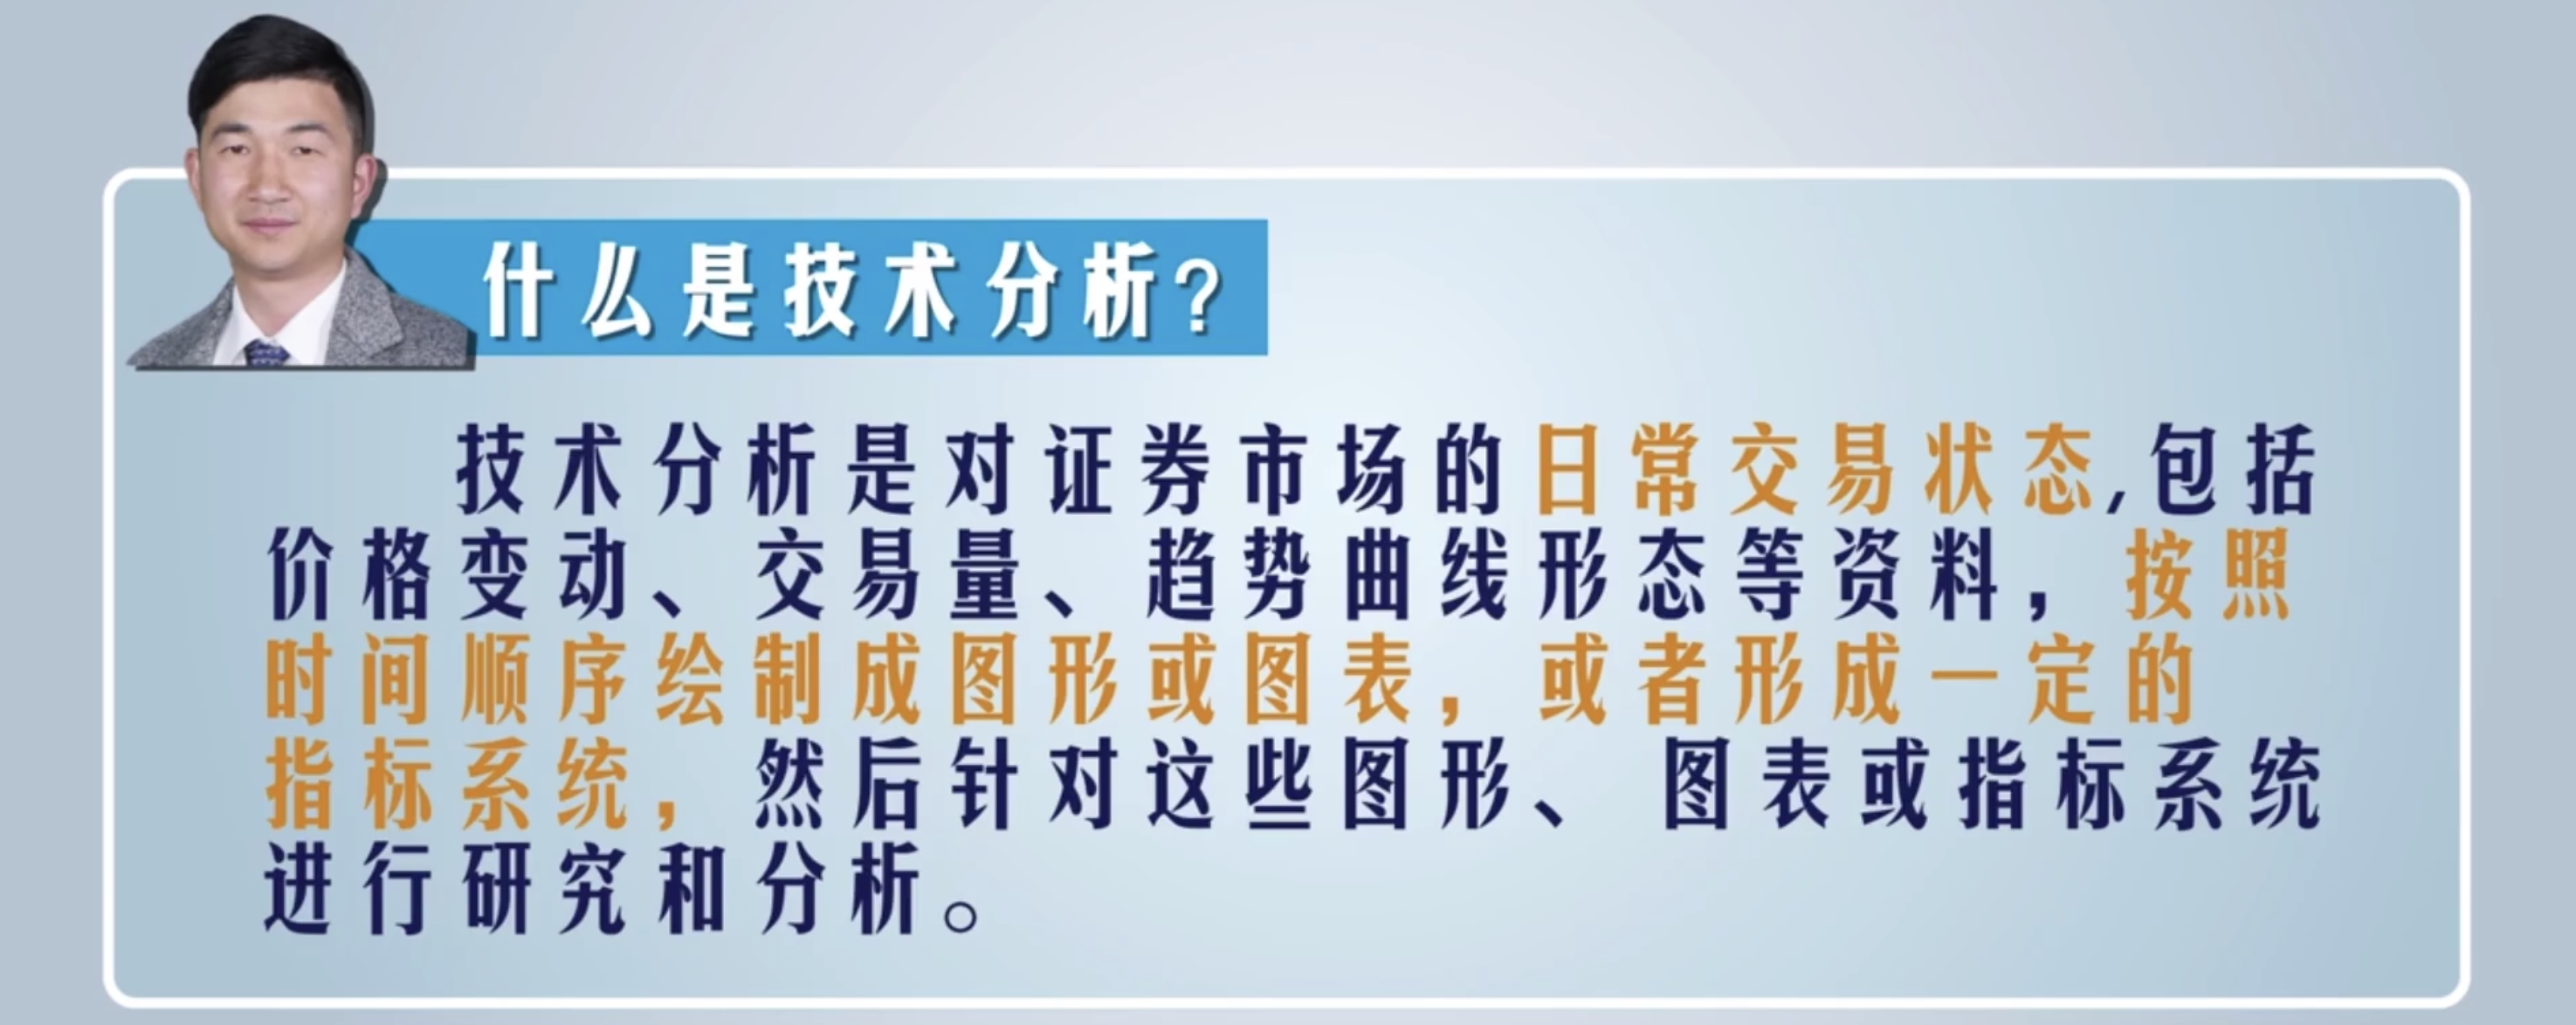 什么是技术分析？
技术分析是对证券市场的日常交易状态,包括
价格变动、交易量、趋势曲线形态等资料，按照
时间顺序绘制成图形或图表，或者形成一定的
指标系统，然后针对这些图形、图表或指标系统
进行研究和分析。